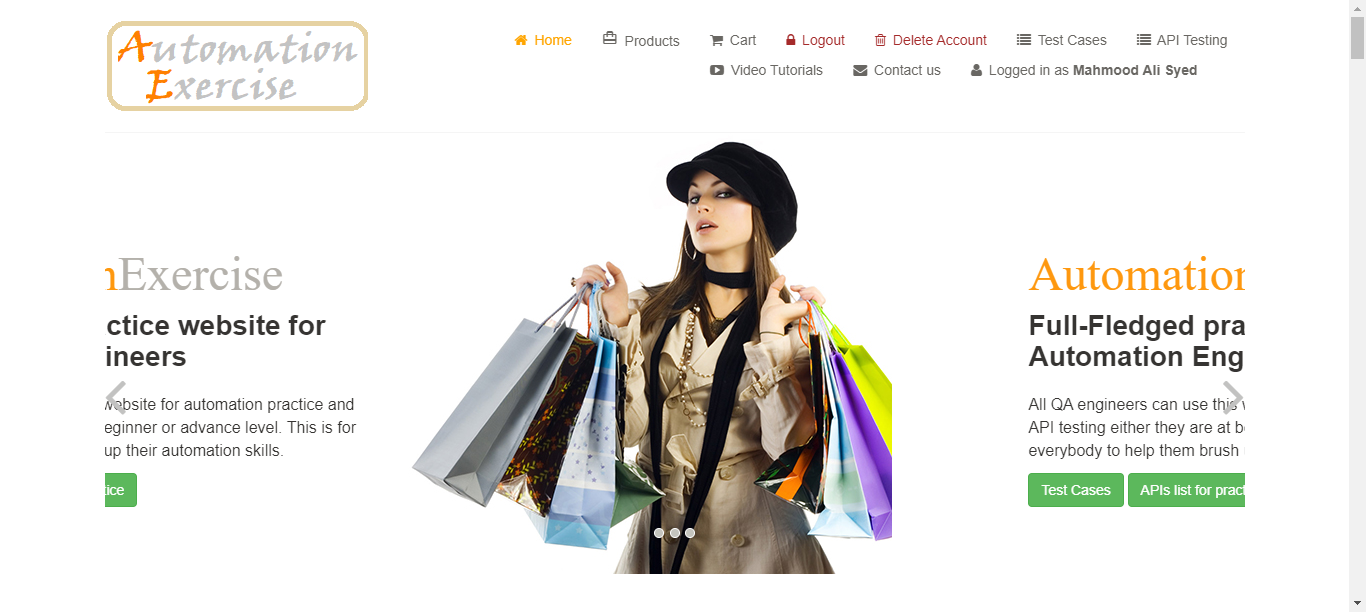 Automation
Exercise
Home Products Cart Logout Delete Account Test Cases API Testing
Video Tutorials Contact us Logged in as Mahmood Ali Syed
nExercise
ctice website for
ineers
website for automation practice and
eginner or advance level. This is for
up their automation skills.
tice
Automation
Full-Fledged pra
Automation Eng
All QA engineers can use this w
API testing either they are at be
everybody to help them brush
Test Cases APIs list for pract